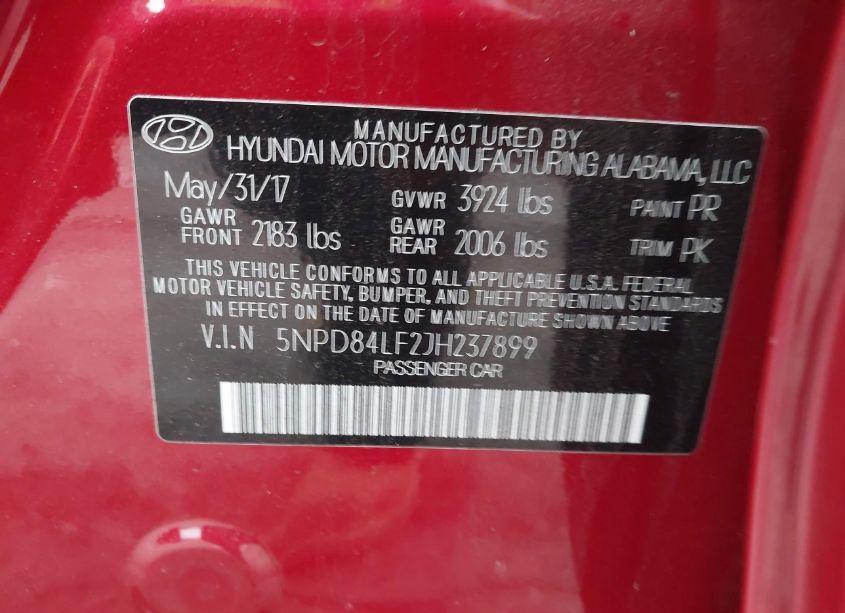 MANUFACTURED BY
HYUNDAI MOTOR MANUFACTURING ALABAMA, LLC
May/31/17 GVWR 3924 lbs PAINT PR
GAWR FRONT 2183 lbs GAWR REAR 2006 lbs TRIM PK
THIS VEHICLE CONFORMS TO ALL APPLICABLE U.S.A. FEDERAL
MOTOR VEHICLE SAFETY, BUMPER, AND THEFT PREVENTION STANDARDS
IN EFFECT ON THE DATE OF MANUFACTURE SHOWN ABOVE
V.I.N 5NPD84LF2JH237899
PASSENGER CAR